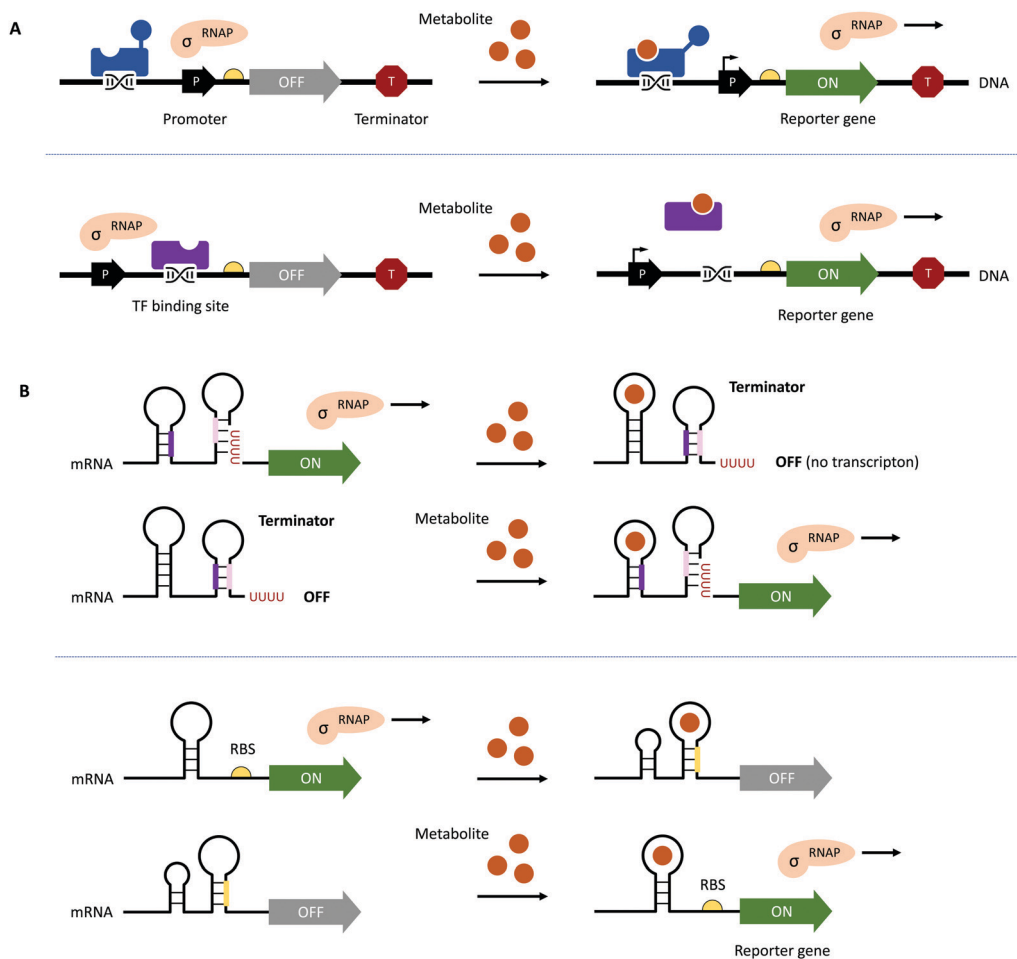 A
σ RNAP
Metabolite
σ RNAP
P
OFF
T
P
ON
T
DNA
Promoter
Terminator
Reporter gene
σ RNAP
Metabolite
σ RNAP
P
OFF
T
P
ON
T
DNA
TF binding site
Reporter gene
B
σ RNAP
Terminator
UUUU
mRNA
ON
UUUU
OFF (no transcripton)
Terminator
Metabolite
σ RNAP
UUUU
mRNA
UUUU
OFF
ON
σ RNAP
RBS
mRNA
ON
OFF
Metabolite
σ RNAP
RBS
mRNA
OFF
ON
Reporter gene